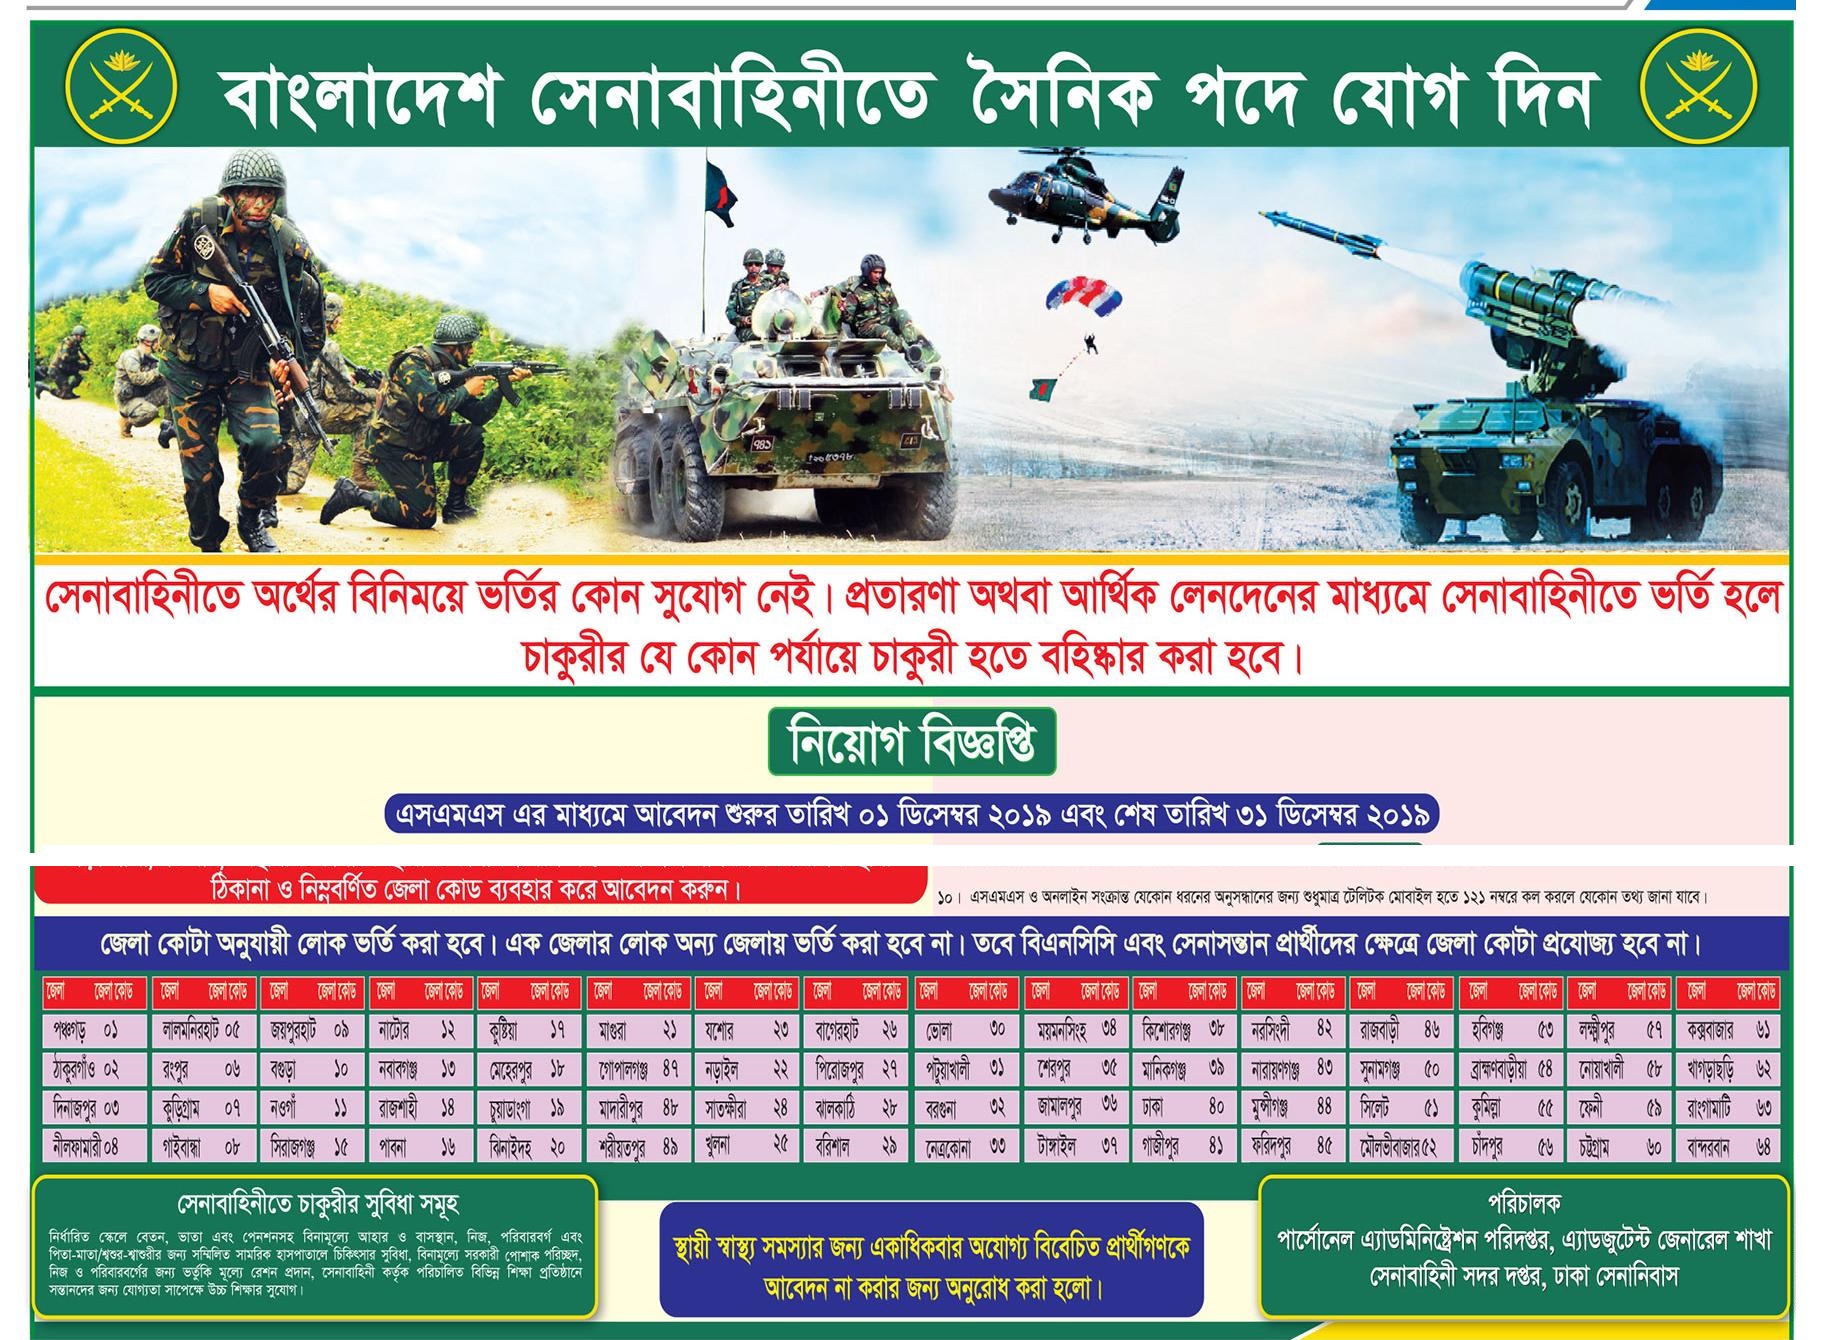 বাংলাদেশ সেনাবাহিনীতে সৈনিক পদে যোগ দিন
৭৪১
১২৬৫৩৭৮
সেনাবাহিনীতে অর্থের বিনিময়ে ভর্তির কোন সুযোগ নেই। প্রতারণা অথবা আর্থিক লেনদেনের মাধ্যমে সেনাবাহিনীতে ভর্তি হলে
চাকুরীর যে কোন পর্যায়ে চাকুরী হতে বহিষ্কার করা হবে।
নিয়োগ বিজ্ঞপ্তি
এসএমএস এর মাধ্যমে আবেদন শুরুর তারিখ ০১ ডিসেম্বর ২০১৯ এবং শেষ তারিখ ৩১ ডিসেম্বর ২০১৯
ঠিকানা ও নিম্নবর্ণিত জেলা কোড ব্যবহার করে আবেদন করুন।
১০। এসএমএস ও অনলাইন সংক্রান্ত যেকোন ধরনের অনুসন্ধানের জন্য শুধুমাত্র টেলিটক মোবাইল হতে ১২১ নম্বরে কল করলে যেকোন তথ্য জানা যাবে।
জেলা কোটা অনুযায়ী লোক ভর্তি করা হবে। এক জেলার লোক অন্য জেলায় ভর্তি করা হবে না। তবে বিএনসিসি এবং সেনাসন্তান প্রার্থীদের ক্ষেত্রে জেলা কোটা প্রযোজ্য হবে না।
জেলা জেলা কোড জেলা জেলা কোড জেলা জেলা কোড জেলা জেলা কোড জেলা জেলা কোড জেলা জেলা কোড জেলা জেলা কোড জেলা জেলা কোড জেলা জেলা কোড জেলা জেলা কোড জেলা জেলা কোড জেলা জেলা কোড জেলা জেলা কোড জেলা জেলা কোড জেলা জেলা কোড জেলা জেলা কোড
পঞ্চগড় ০১ লালমনিরহাট ০৫ জয়পুরহাট ০৯ নাটোর ১২ কুষ্টিয়া ১৭ মাগুরা ২১ যশোর ২৩ বাগেরহাট ২৬ ভোলা ৩০ ময়মনসিংহ ৩৪ কিশোরগঞ্জ ৩৮ নরসিংদী ৪২ রাজবাড়ী ৪৬ হবিগঞ্জ ৫৩ লক্ষ্মীপুর ৫৭ কক্সবাজার ৬১
ঠাকুরগাঁও ০২ রংপুর ০৬ বগুড়া ১০ নবাবগঞ্জ ১৩ মেহেরপুর ১৮ গোপালগঞ্জ ৪৭ নড়াইল ২২ পিরোজপুর ২৭ পটুয়াখালী ৩১ শেরপুর ৩৫ মানিকগঞ্জ ৩৯ নারায়ণগঞ্জ ৪৩ সুনামগঞ্জ ৫০ ব্রাহ্মণবাড়ীয়া ৫৪ নোয়াখালী ৫৮ খাগড়াছড়ি ৬২
দিনাজপুর ০৩ কুড়িগ্রাম ০৭ নওগাঁ ১১ রাজশাহী ১৪ চুয়াডাংগা ১৯ মাদারীপুর ৪৮ সাতক্ষীরা ২৪ ঝালকাঠি ২৮ বরগুনা ৩২ জামালপুর ৩৬ ঢাকা ৪০ মুন্সীগঞ্জ ৪৪ সিলেট ৫১ কুমিল্লা ৫৫ ফেনী ৫৯ রাংগামাটি ৬৩
নীলফামারী ০৪ গাইবান্ধা ০৮ সিরাজগঞ্জ ১৫ পাবনা ১৬ ঝিনাইদহ ২০ শরীয়তপুর ৪৯ খুলনা ২৫ বরিশাল ২৯ নেত্রকোনা ৩৩ টাঙ্গাইল ৩৭ গাজীপুর ৪১ ফরিদপুর ৪৫ মৌলভীবাজার ৫২ চাঁদপুর ৫৬ চট্টগ্রাম ৬০ বান্দরবান ৬৪
সেনাবাহিনীতে চাকুরীর সুবিধা সমূহ
নির্ধারিত স্কেলে বেতন, ভাতা এবং পেনশনসহ বিনামূল্যে আহার ও বাসস্থান, নিজ, পরিবারবর্গ এবং
পিতা-মাতা/শ্বশুর-শ্বাশুরীর জন্য সম্মিলিত সামরিক হাসপাতালে চিকিৎসার সুবিধা, বিনামূল্যে সরকারী পোশাক পরিচ্ছদ,
নিজ ও পরিবারবর্গের জন্য ভর্তুকি মূল্যে রেশন প্রদান, সেনাবাহিনী কর্তৃক পরিচালিত বিভিন্ন শিক্ষা প্রতিষ্ঠানে
সন্তানদের জন্য যোগ্যতা সাপেক্ষে উচ্চ শিক্ষার সুযোগ।
স্থায়ী স্বাস্থ্য সমস্যার জন্য একাধিকবার অযোগ্য বিবেচিত প্রার্থীগণকে
আবেদন না করার জন্য অনুরোধ করা হলো।
পরিচালক
পার্সোনেল এ্যাডমিনিষ্ট্রেশন পরিদপ্তর, এ্যাডজুটেন্ট জেনারেল শাখা
সেনাবাহিনী সদর দপ্তর, ঢাকা সেনানিবাস